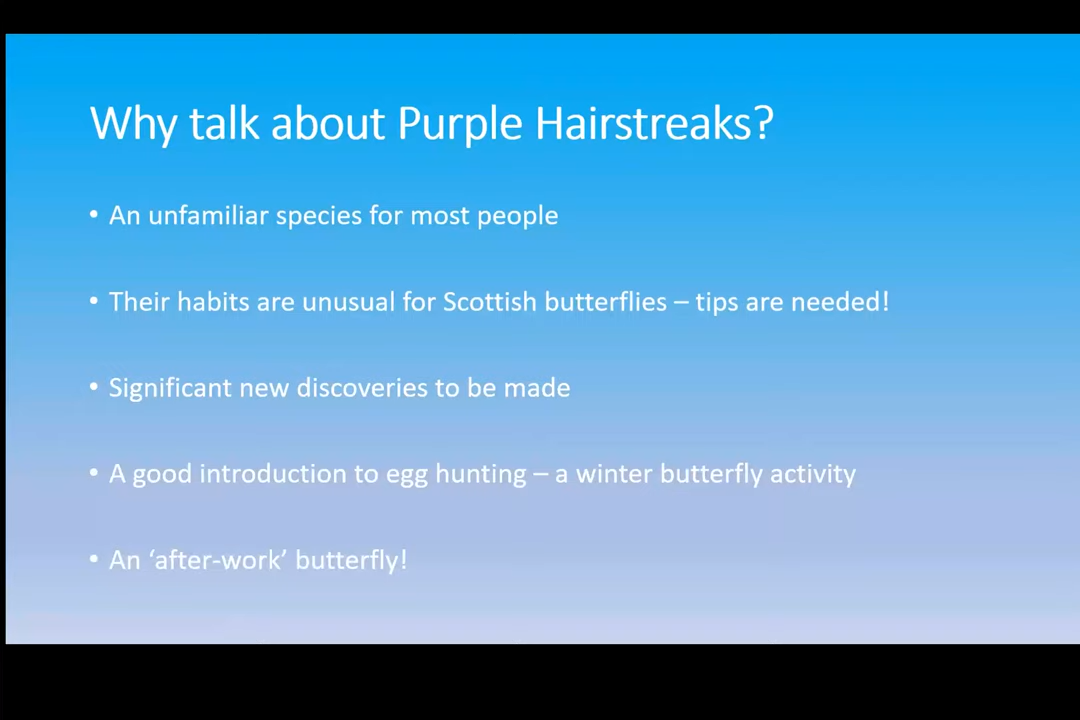 Why talk about Purple Hairstreaks?
• An unfamiliar species for most people
• Their habits are unusual for Scottish butterflies – tips are needed!
• Significant new discoveries to be made
• A good introduction to egg hunting – a winter butterfly activity
• An ‘after-work’ butterfly!